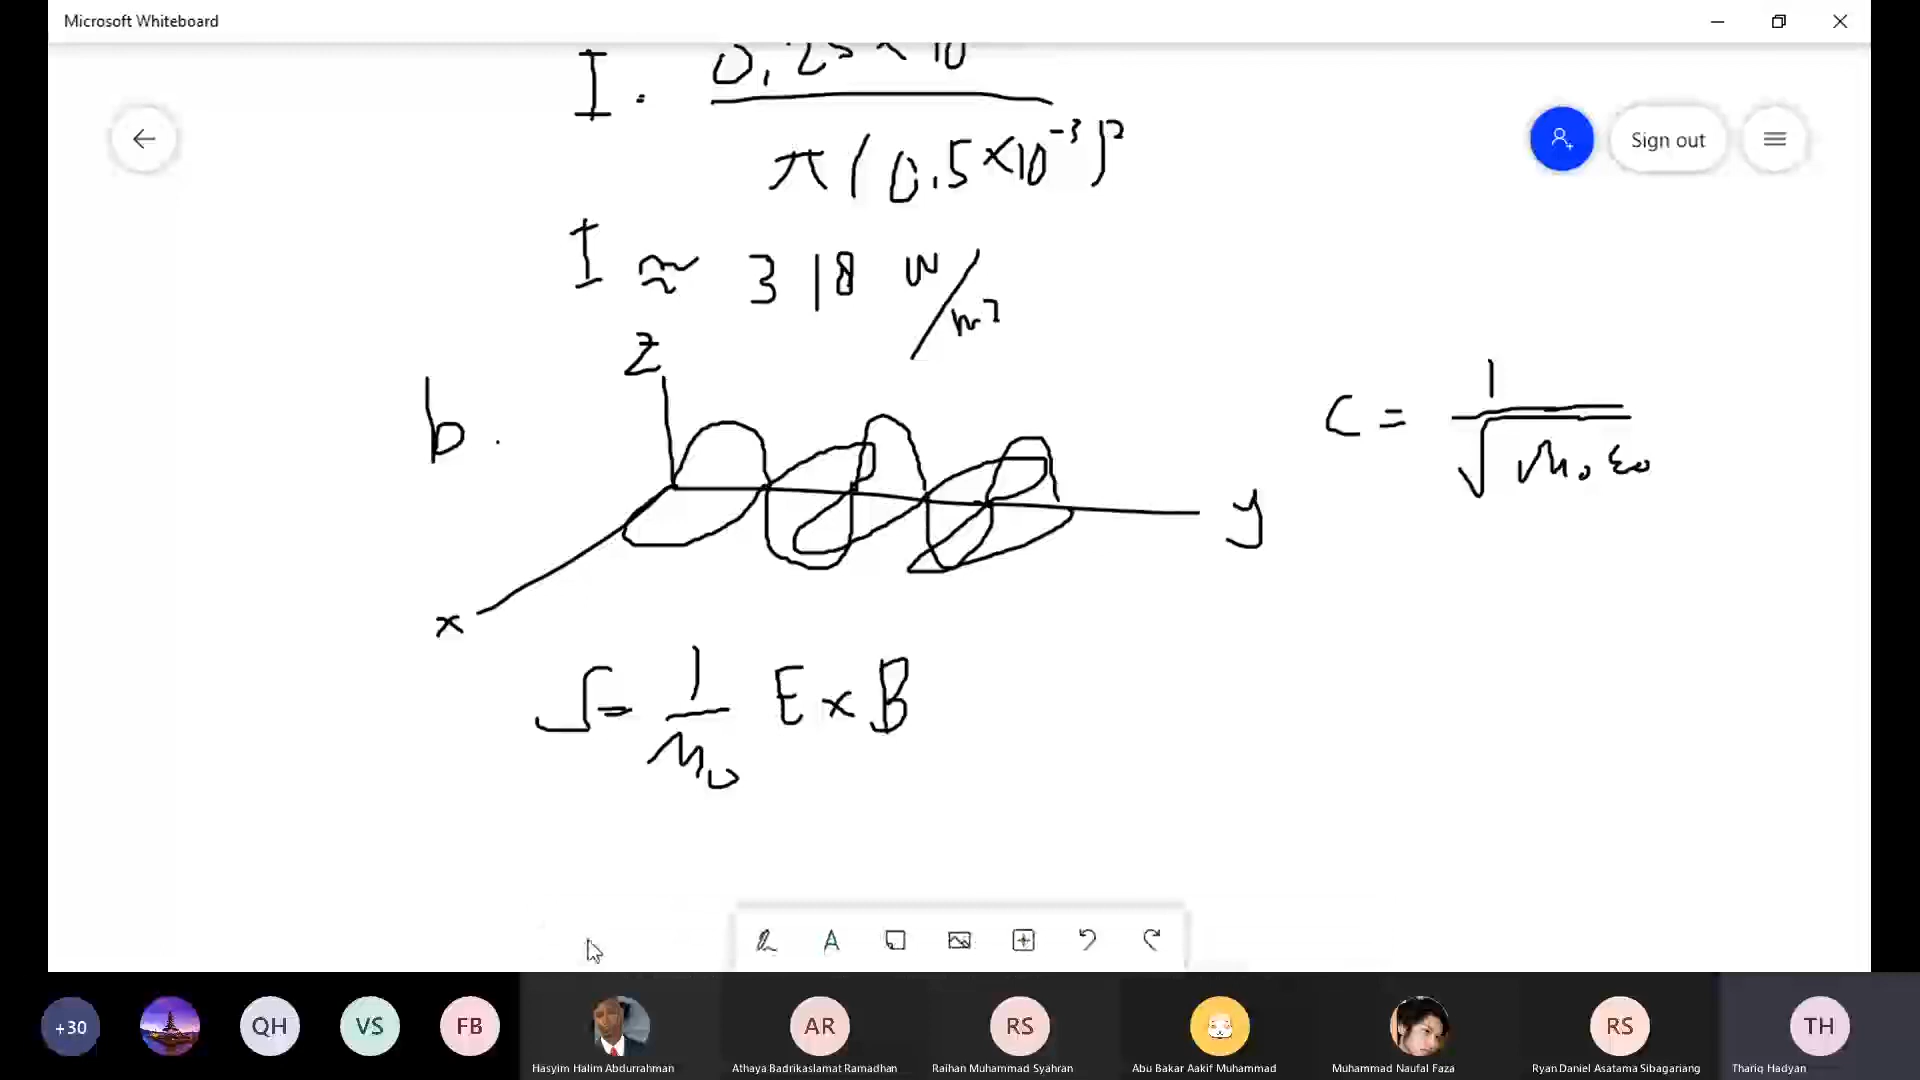 Microsoft Whiteboard
I = 0,25 × 10
π(0.5×10⁻³)²
Sign out
I ≈ 318 W/m²
z
b.
C = 1/√μ₀ε₀
y
x
S = 1/μ₀ E × B
+30
QH
VS
FB
AR
RS
RS
TH
Hasyim Halim Abdurrahman
Athaya Badrikaslamat Ramadhan
Raihan Muhammad Syahran
Abu Bakar Aakif Muhammad
Muhammad Naufal Faza
Ryan Daniel Asatama Sibagariang
Thariq Hadyan